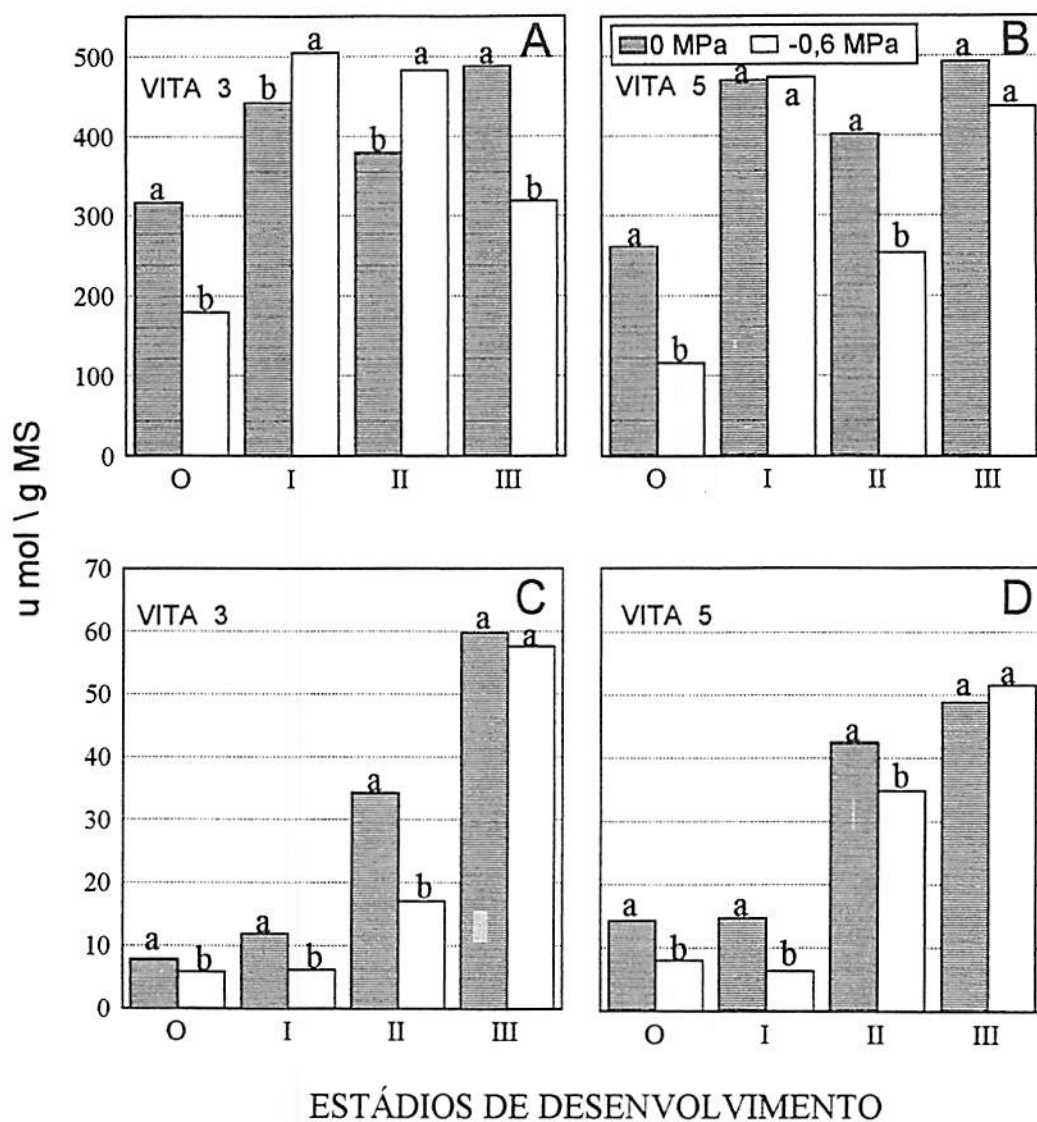 A
VITA 3
500
400
300
200
100
0
a
b
b
a
b
a
a
b
O I II III
0 MPa -0,6 MPa
B
VITA 5
a
b
a
a
a
b
a
a
O I II III
u mol \ g MS
C
VITA 3
70
60
50
40
30
20
10
0
a
b
a
b
a
b
a
a
O I II III
D
VITA 5
a
b
a
b
a
b
a
a
O I II III
ESTÁDIOS DE DESENVOLVIMENTO